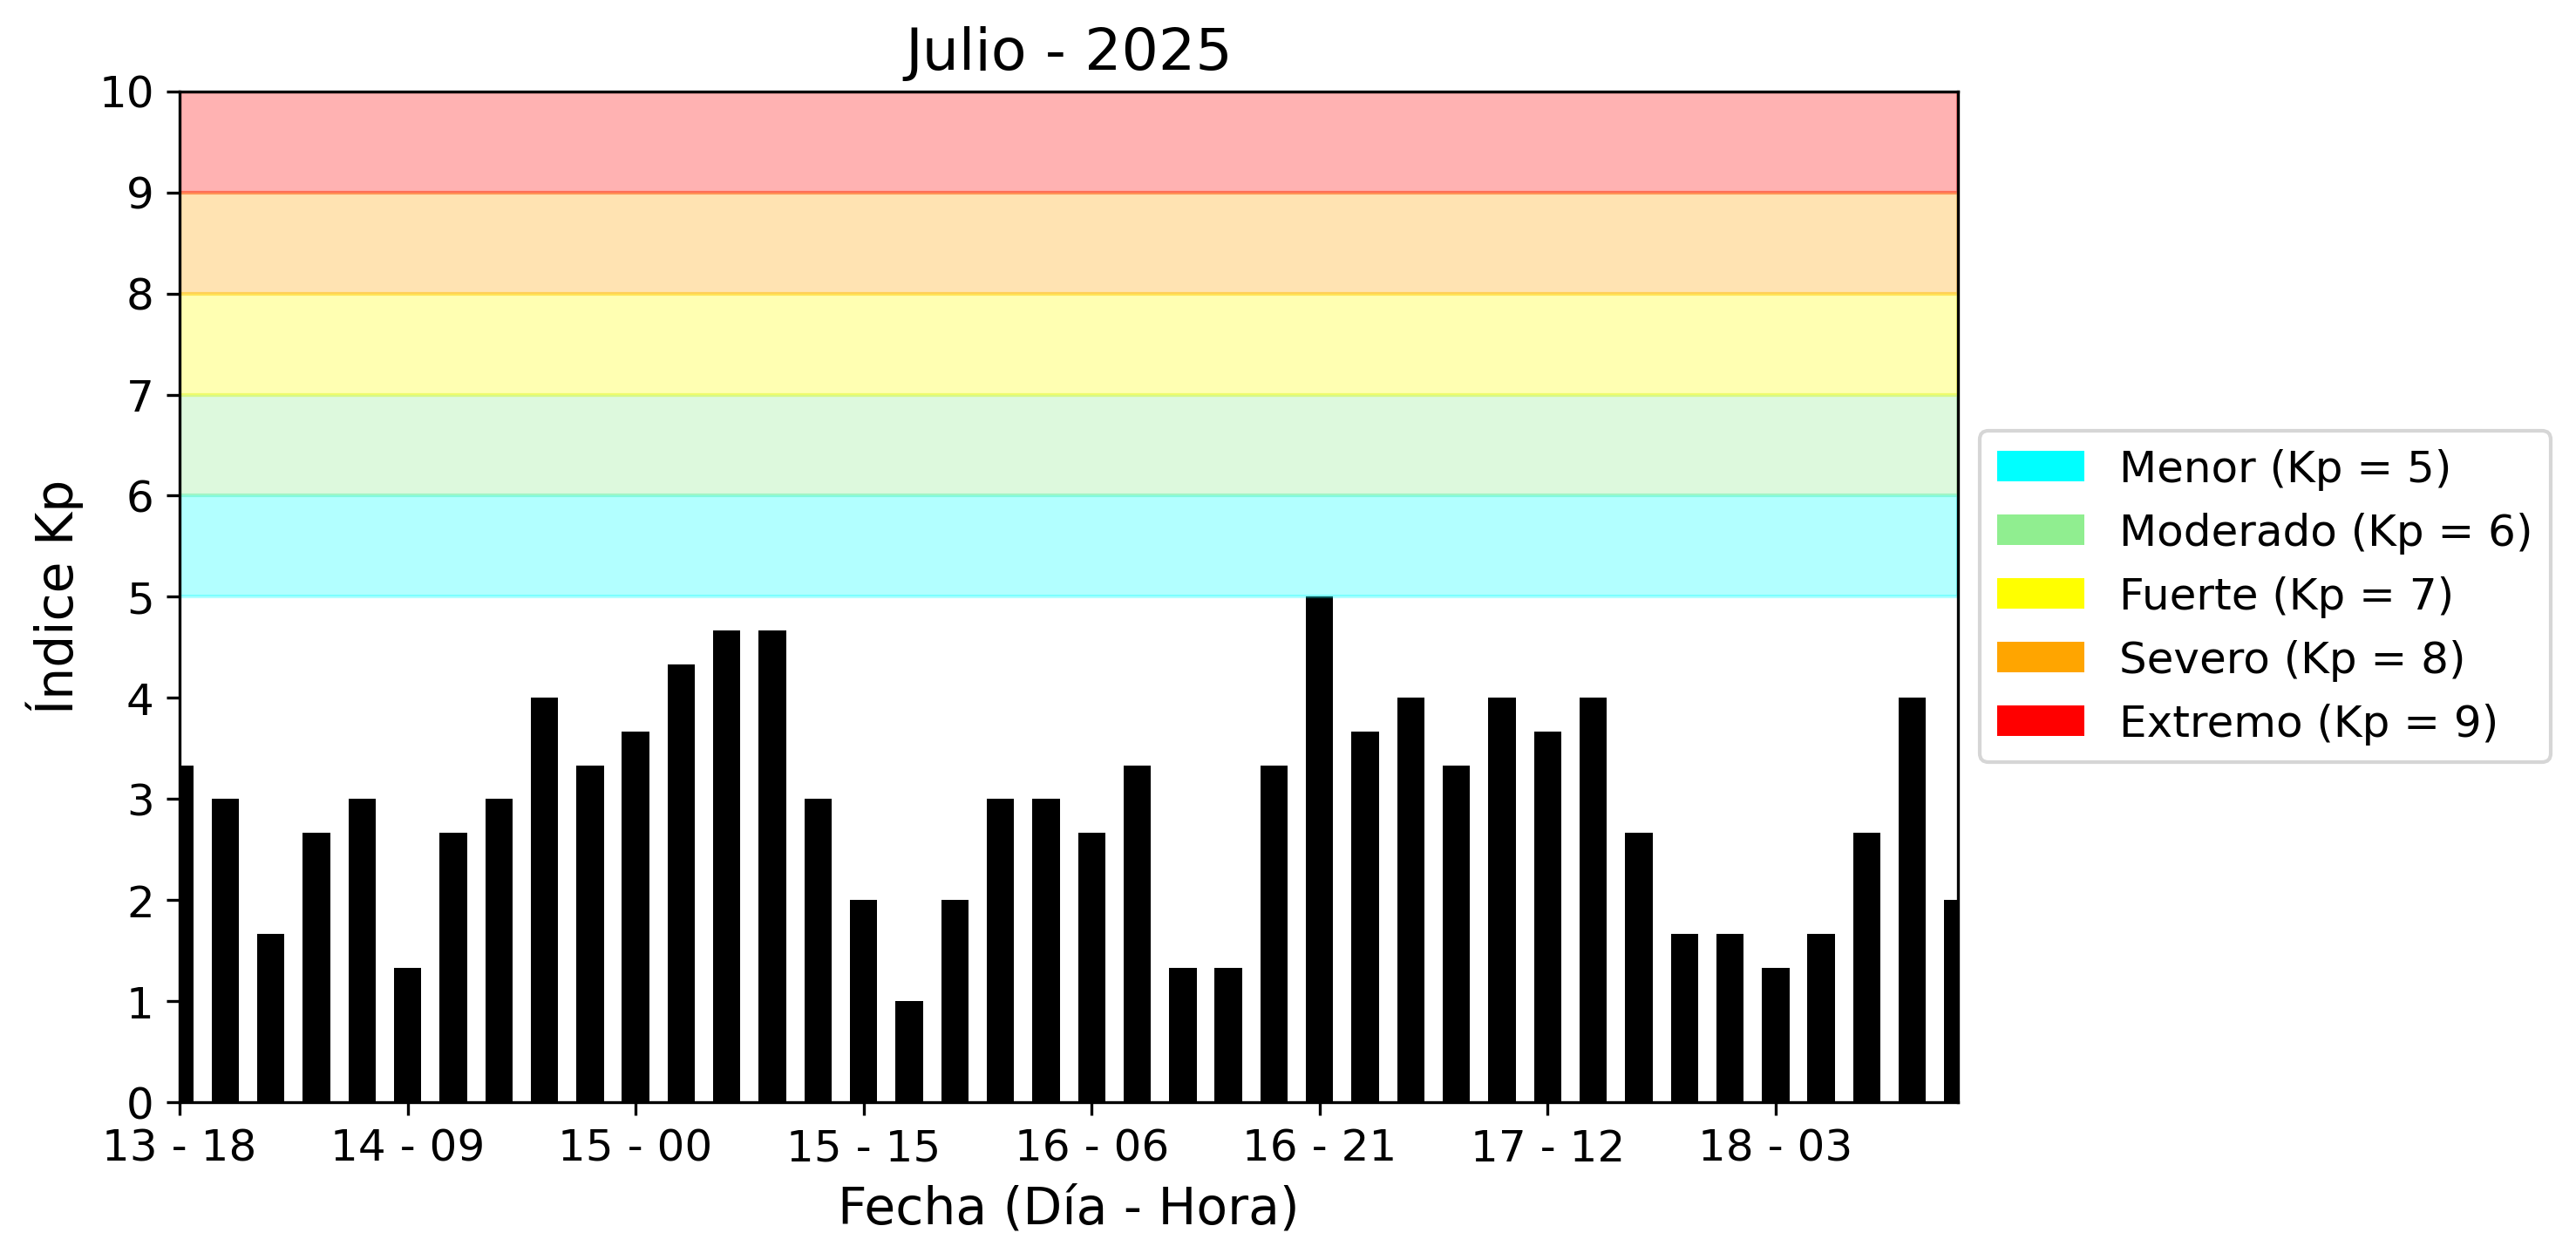 Julio - 2025
10
9
8
7
6
5
4
3
2
1
0
Índice Kp
13 - 18
14 - 09
15 - 00
15 - 15
16 - 06
16 - 21
17 - 12
18 - 03
Fecha (Día - Hora)
Menor (Kp = 5)
Moderado (Kp = 6)
Fuerte (Kp = 7)
Severo (Kp = 8)
Extremo (Kp = 9)